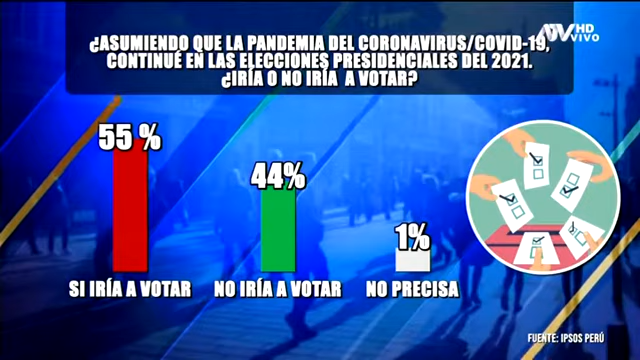 ATV HD
VIVO
¿ASUMIENDO QUE LA PANDEMIA DEL CORONAVIRUS/COVID-19,
CONTINUÉ EN LAS ELECCIONES PRESIDENCIALES DEL 2021.
¿IRÍA O NO IRÍA A VOTAR?
55 %
44%
1%
SI IRÍA A VOTAR
NO IRÍA A VOTAR
NO PRECISA
FUENTE: IPSOS PERÚ